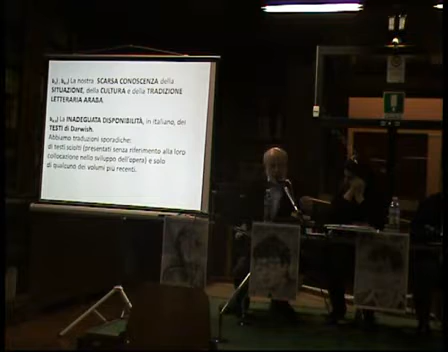 a₁), b₁) La nostra SCARSA CONOSCENZA della
SITUAZIONE, della CULTURA e della TRADIZIONE
LETTERARIA ARABA.
La INADEGUATA DISPONIBILITÀ, in italiano, dei
TESTI di Darwish.
Abbiamo traduzioni sporadiche:
di testi sciolti (presentati senza riferimento alla loro
collocazione nello sviluppo dell'opera) e solo
di qualcuno dei volumi più recenti.